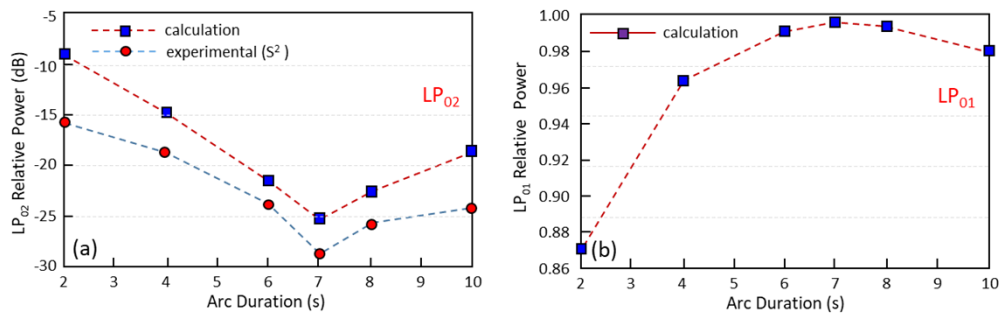 -5
-10
-15
-20
-25
-30
LP₀₂ Relative Power (dB)
calculation
experimental (S²)
LP₀₂
(a)
2 3 4 5 6 7 8 9 10
Arc Duration (s)
1.00
0.98
0.96
0.94
0.92
0.90
0.88
0.86
LP₀₁ Relative Power
calculation
LP₀₁
(b)
2 3 4 5 6 7 8 9 10
Arc Duration (s)